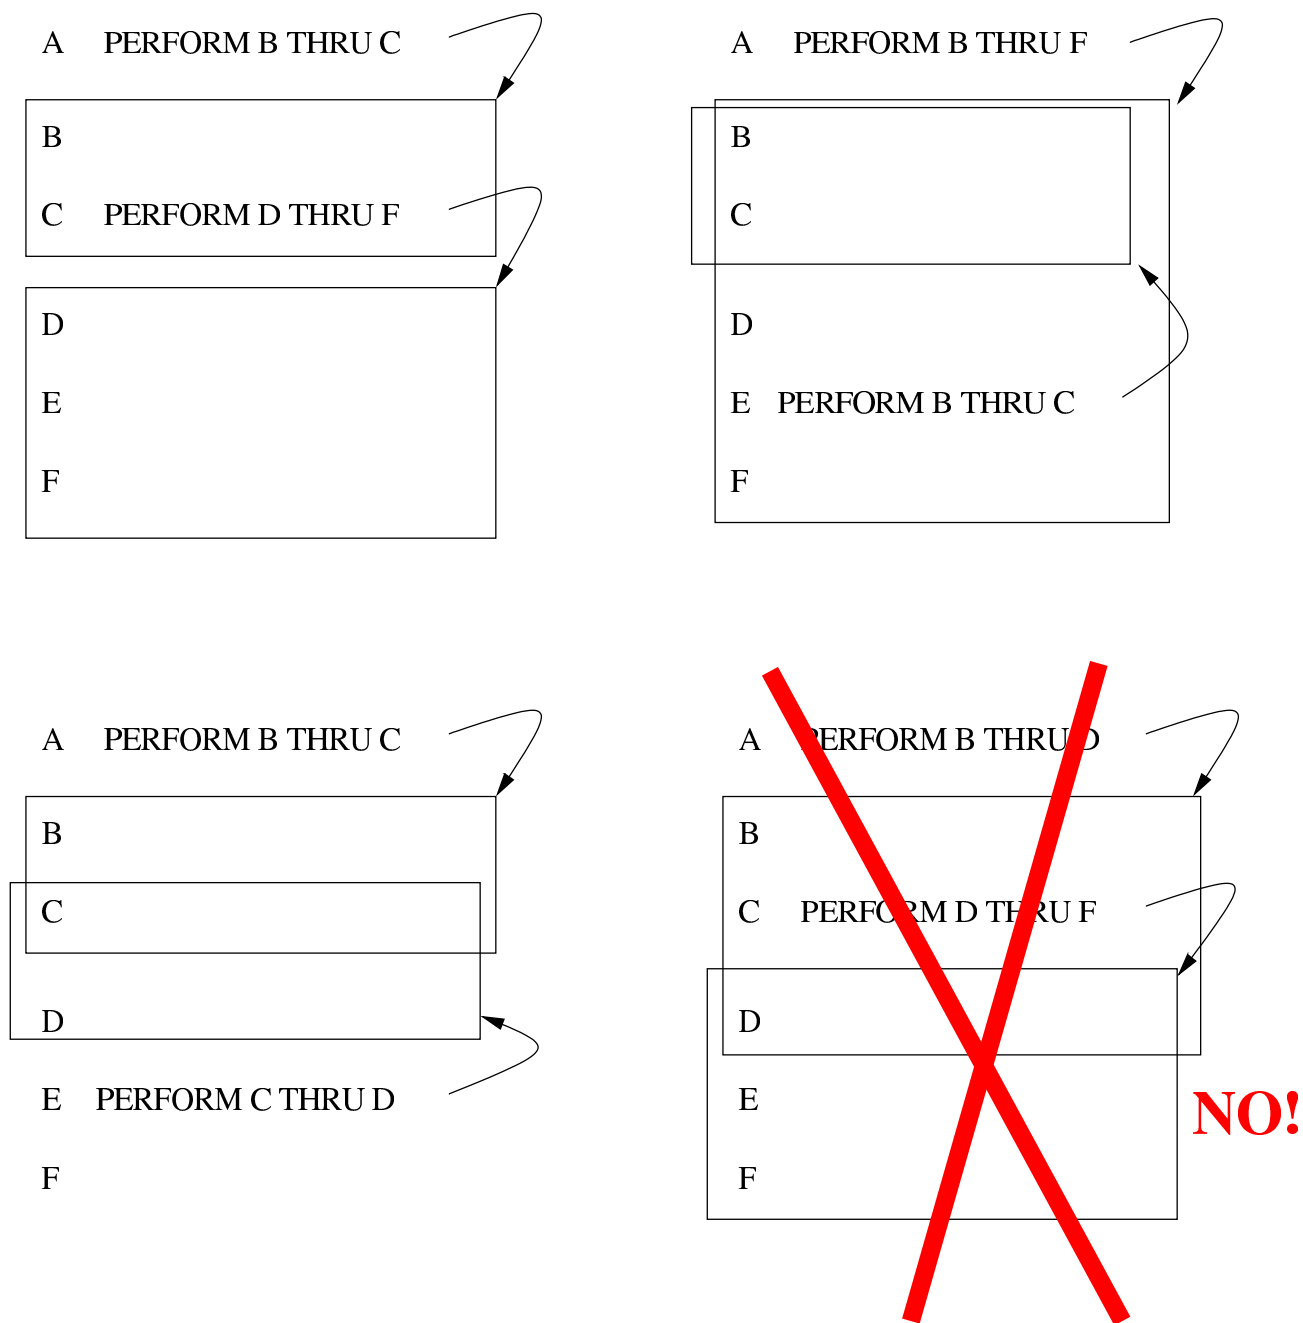 A PERFORM B THRU C
B
C PERFORM D THRU F
D
E
F
A PERFORM B THRU F
B
C
D
E PERFORM B THRU C
F
A PERFORM B THRU C
B
C
D
E PERFORM C THRU D
F
A PERFORM B THRU D
B
C PERFORM D THRU F
D
E
F
NO!